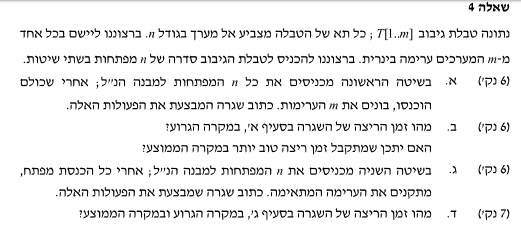 שאלה 4
נתונה טבלת גיבוב T[1..m] ; כל תא של הטבלה מצביע אל מערך בגודל n. ברצוננו ליישם בכל אחד
מ-m המערכים ערימה בינרית. ברצוננו להכניס לטבלת הגיבוב סדרה של n מפתחות בשתי שיטות.
(6 נק') א. בשיטה הראשונה מכניסים את כל n המפתחות למבנה הנ"ל; אחרי שכולם
הוכנסו, בונים את m הערימות. כתוב שגרה המבצעת את הפעולות האלה.
(6 נק') ב. מהו זמן הריצה של השגרה בסעיף א', במקרה הגרוע?
האם יתכן שמתקבל זמן ריצה טוב יותר במקרה הממוצע?
(6 נק') ג. בשיטה השניה מכניסים את n המפתחות למבנה הנ"ל; אחרי כל הכנסת מפתח,
מתקנים את הערימה המתאימה. כתוב שגרה שמבצעת את הפעולות האלה.
(7 נק') ד. מהו זמן הריצה של השגרה בסעיף ג', במקרה הגרוע ובמקרה הממוצע?